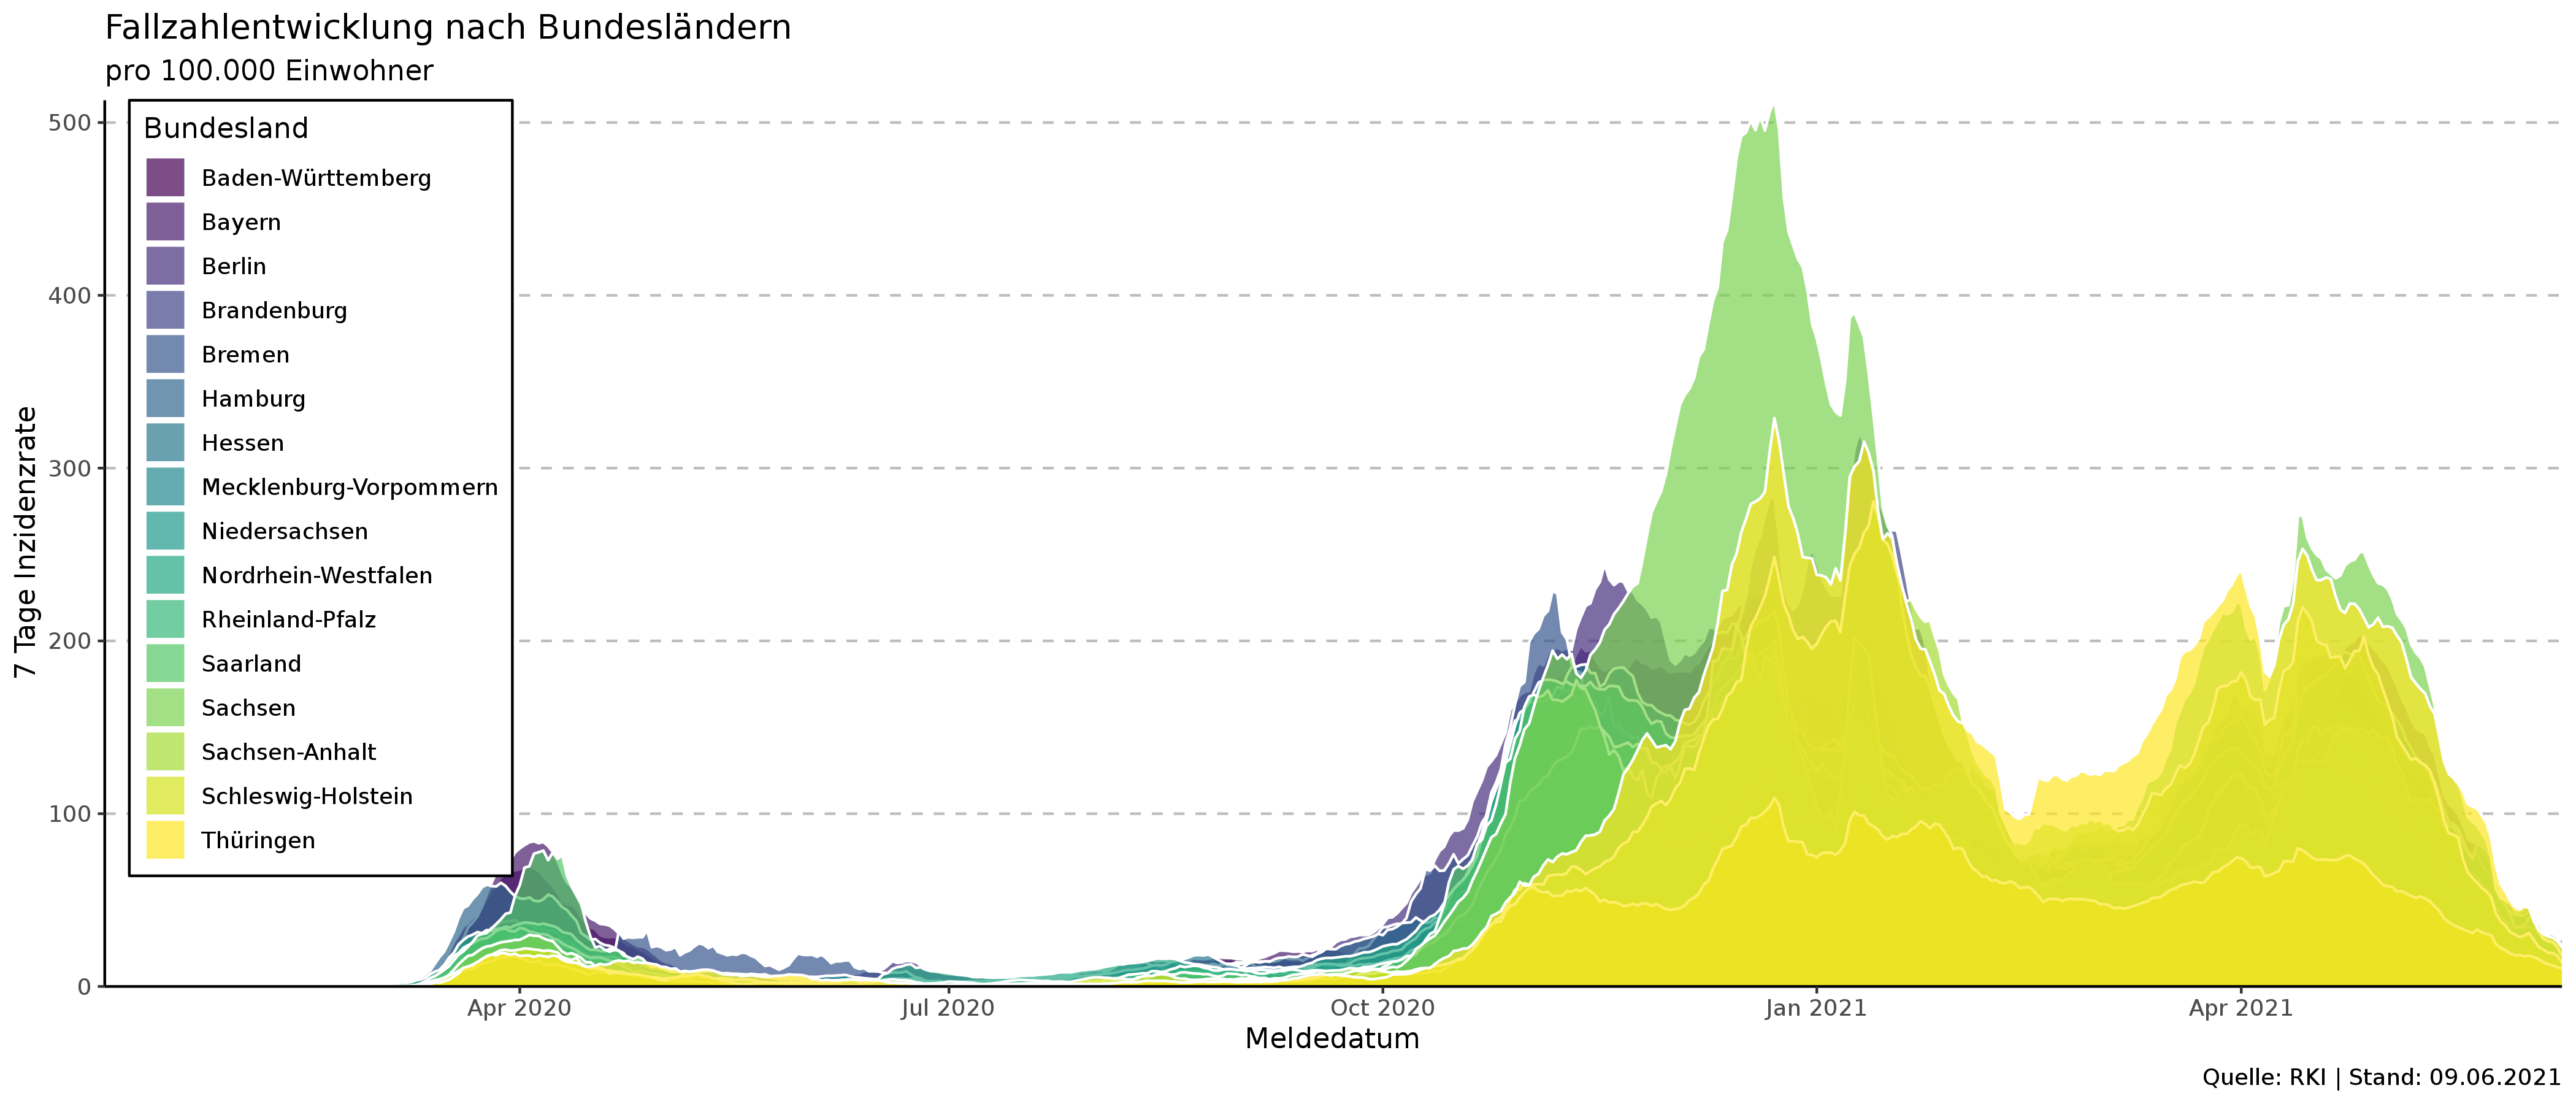 Fallzahlentwicklung nach Bundesländern
pro 100.000 Einwohner
Bundesland
Baden-Württemberg
Bayern
Berlin
Brandenburg
Bremen
Hamburg
Hessen
Mecklenburg-Vorpommern
Niedersachsen
Nordrhein-Westfalen
Rheinland-Pfalz
Saarland
Sachsen
Sachsen-Anhalt
Schleswig-Holstein
Thüringen
7 Tage Inzidenzrate
500
400
300
200
100
0
Apr 2020 Jul 2020 Oct 2020 Jan 2021 Apr 2021
Meldedatum
Quelle: RKI | Stand: 09.06.2021